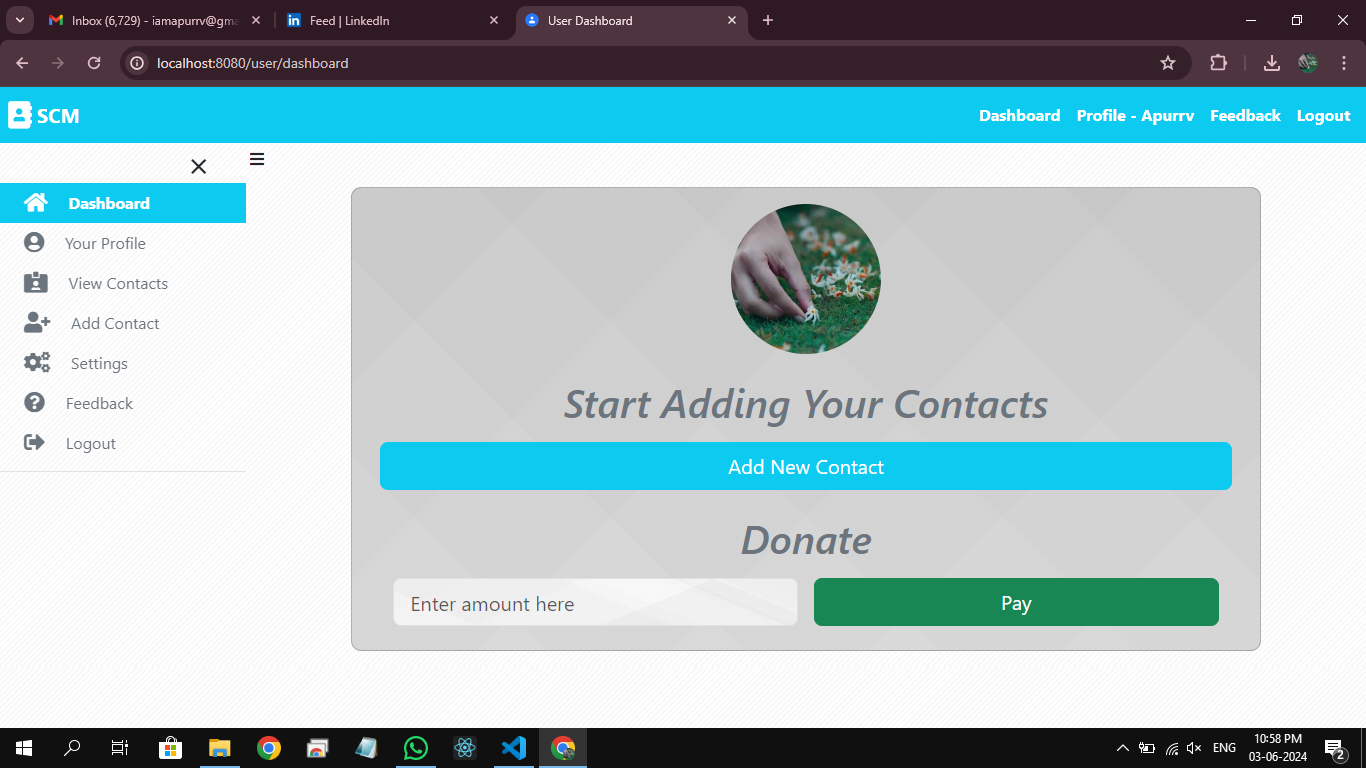 Inbox (6,729) - iamapurrv@gma
Feed | LinkedIn
User Dashboard
localhost:8080/user/dashboard
SCM
Dashboard
Profile - Apurrv
Feedback
Logout
Dashboard
Your Profile
View Contacts
Add Contact
Settings
Feedback
Logout
Start Adding Your Contacts
Add New Contact
Donate
Enter amount here
Pay
ENG
10:58 PM
03-06-2024
2